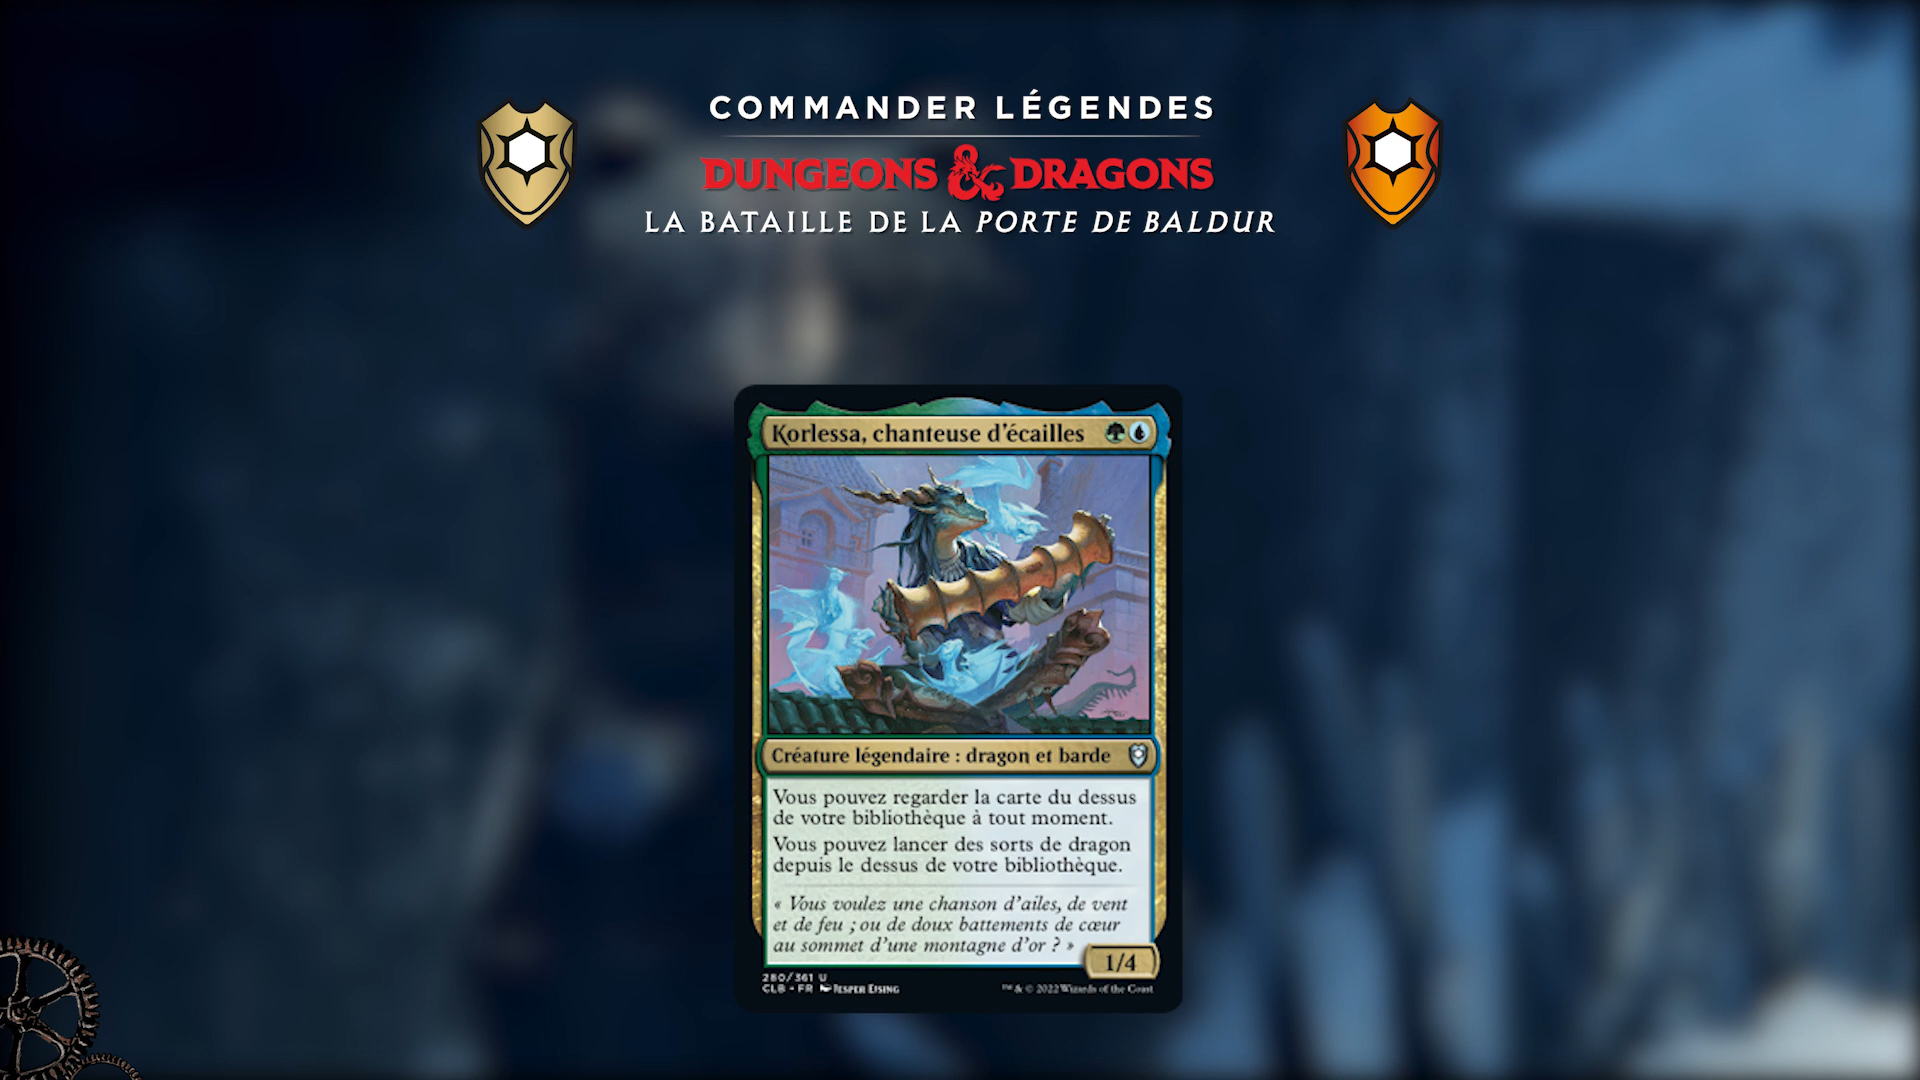 COMMANDER LÉGENDES
DUNGEONS & DRAGONS
LA BATAILLE DE LA PORTE DE BALDUR
Korlessa, chanteuse d'écailles
Créature légendaire : dragon et barde
Vous pouvez regarder la carte du dessus
de votre bibliothèque à tout moment.
Vous pouvez lancer des sorts de dragon
depuis le dessus de votre bibliothèque.
« Vous voulez une chanson d'ailes, de vent
et de feu ; ou de doux battements de cœur
au sommet d'une montagne d'or ? »
1/4
280/361 U
CLB • FR Jesper Ejsing
™ & © 2022 Wizards of the Coast